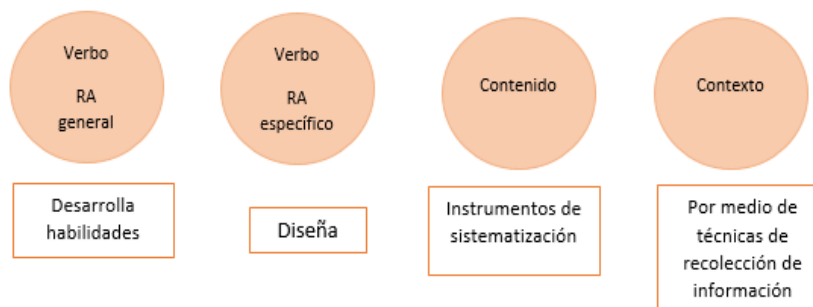 Verbo
RA
general
Verbo
RA
específico
Contenido
Contexto
Desarrolla
habilidades
Diseña
Instrumentos de
sistematización
Por medio de
técnicas de
recolección de
información